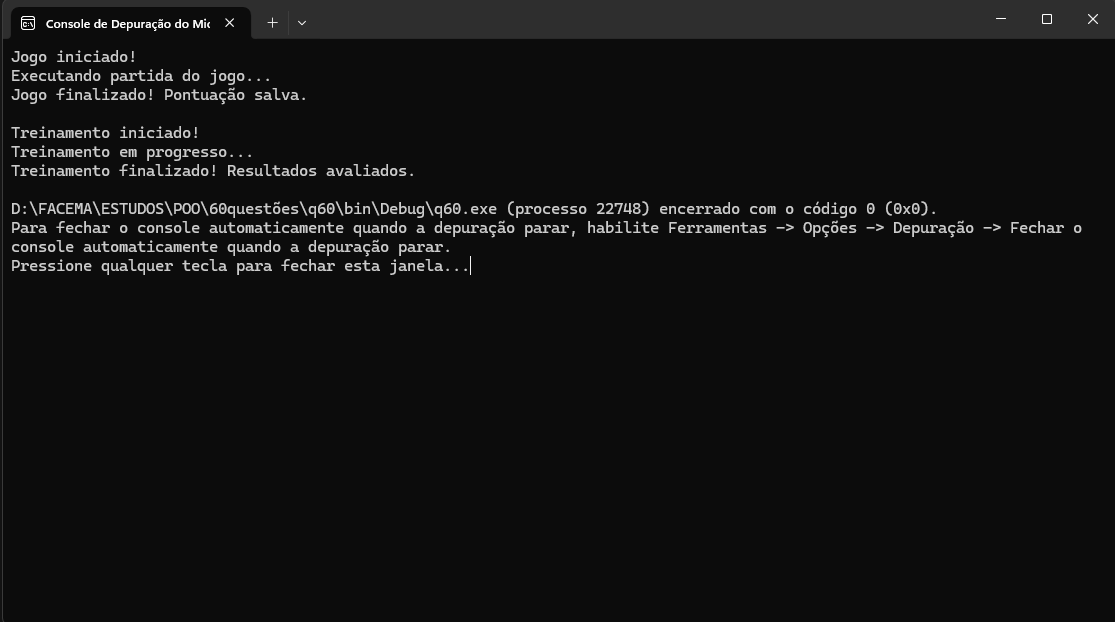 Console de Depuração do Mic
Jogo iniciado!
Executando partida do jogo...
Jogo finalizado! Pontuação salva.
Treinamento iniciado!
Treinamento em progresso...
Treinamento finalizado! Resultados avaliados.
D:\FACEMA\ESTUDOS\POO\60questões\q60\bin\Debug\q60.exe (processo 22748) encerrado com o código 0 (0x0).
Para fechar o console automaticamente quando a depuração parar, habilite Ferramentas -> Opções -> Depuração -> Fechar o
console automaticamente quando a depuração parar.
Pressione qualquer tecla para fechar esta janela...